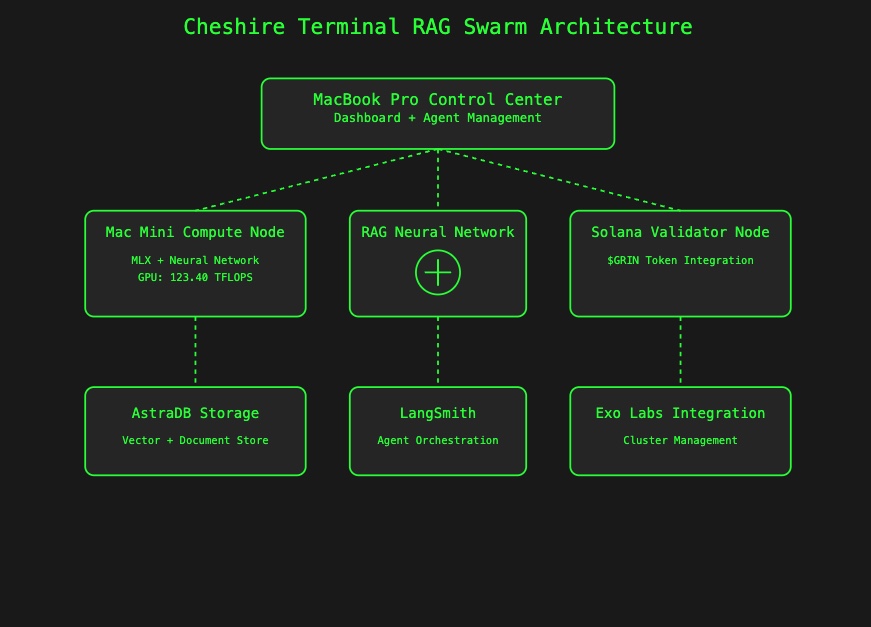 Cheshire Terminal RAG Swarm Architecture
MacBook Pro Control Center
Dashboard + Agent Management
Mac Mini Compute Node
MLX + Neural Network
GPU: 123.40 TFLOPS
RAG Neural Network
Solana Validator Node
$GRIN Token Integration
AstraDB Storage
Vector + Document Store
LangSmith
Agent Orchestration
Exo Labs Integration
Cluster Management